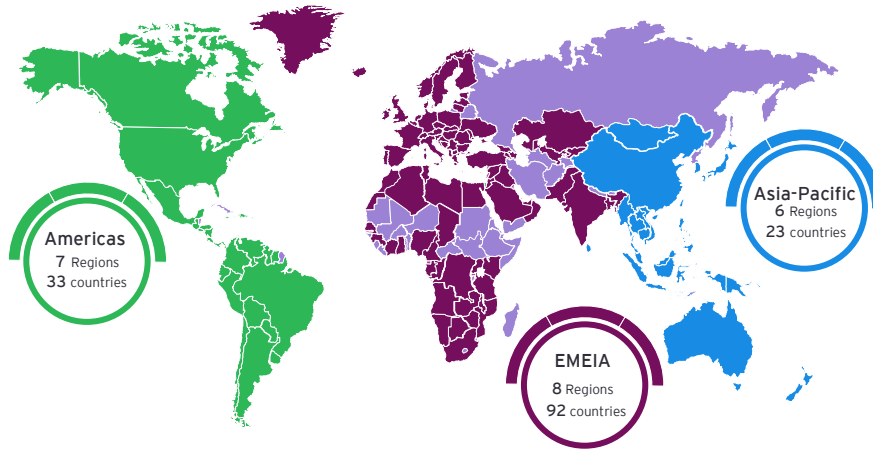 Americas
7 Regions
33 countries
EMEIA
8 Regions
92 countries
Asia-Pacific
6 Regions
23 countries